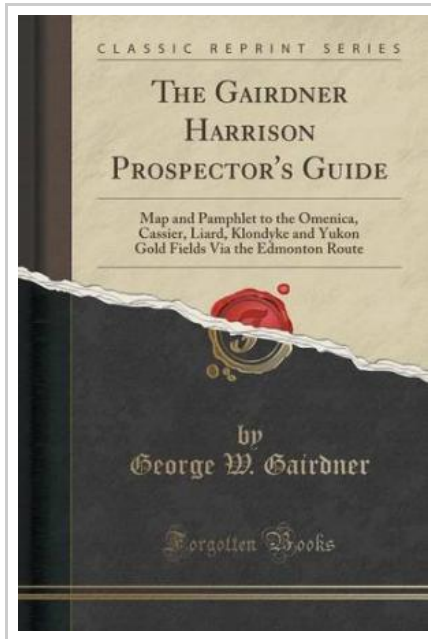 CLASSIC REPRINT SERIES
THE GAIRDNER
HARRISON
PROSPECTOR'S GUIDE
Map and Pamphlet to the Omenica,
Cassier, Liard, Klondyke and Yukon
Gold Fields Via the Edmonton Route
by
George W. Gairdner
Forgotten Books